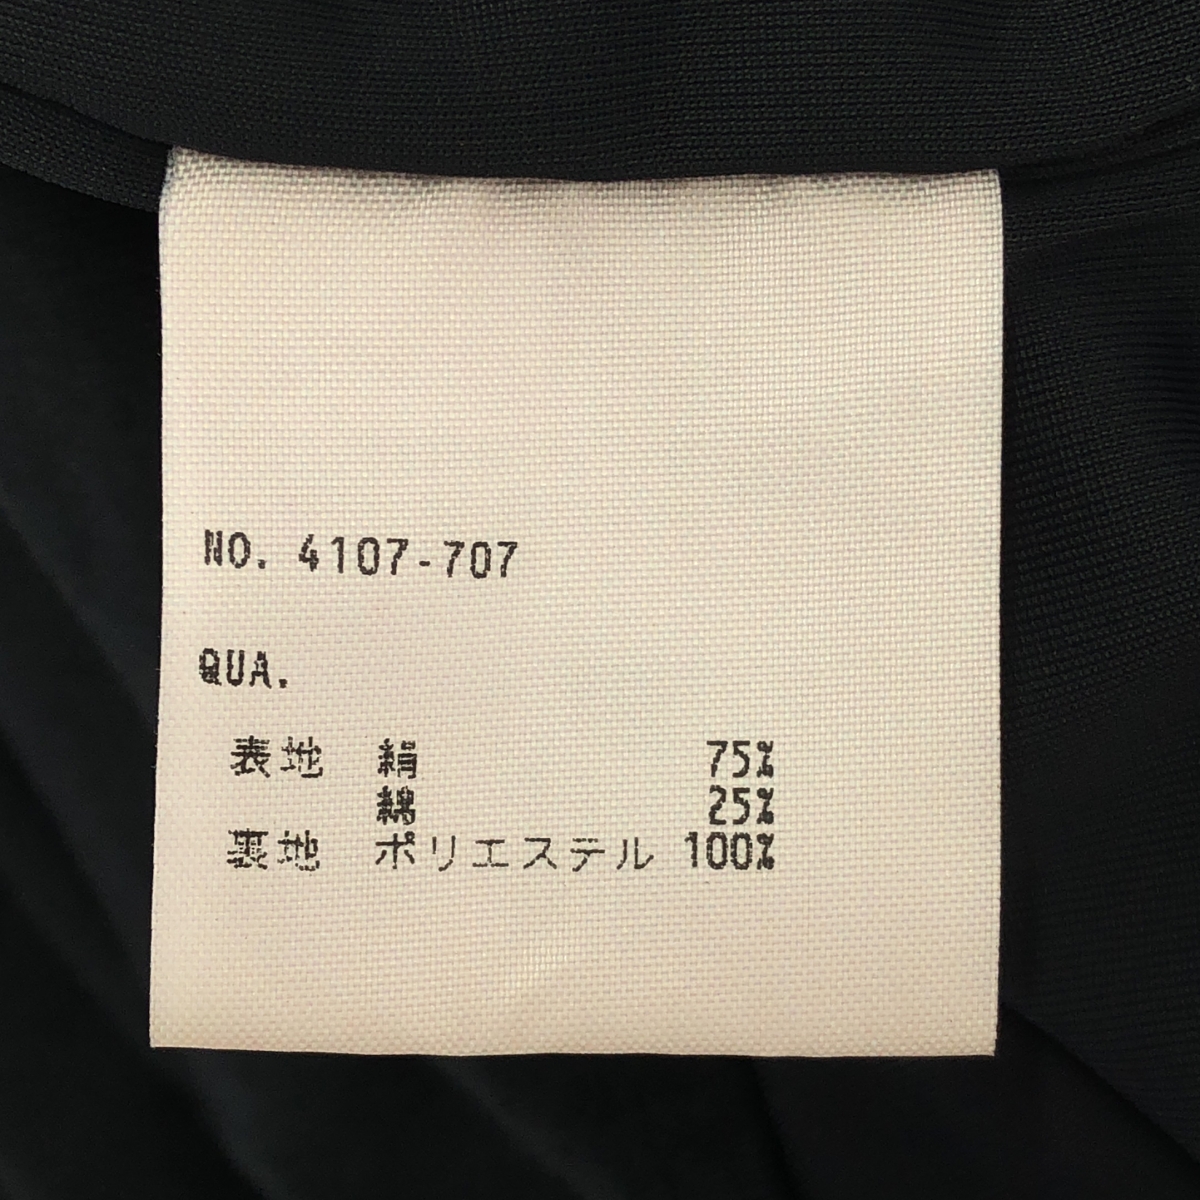 NO. 4107-707
QUA.
表地 絹 75%
綿 25%
裏地 ポリエステル 100%